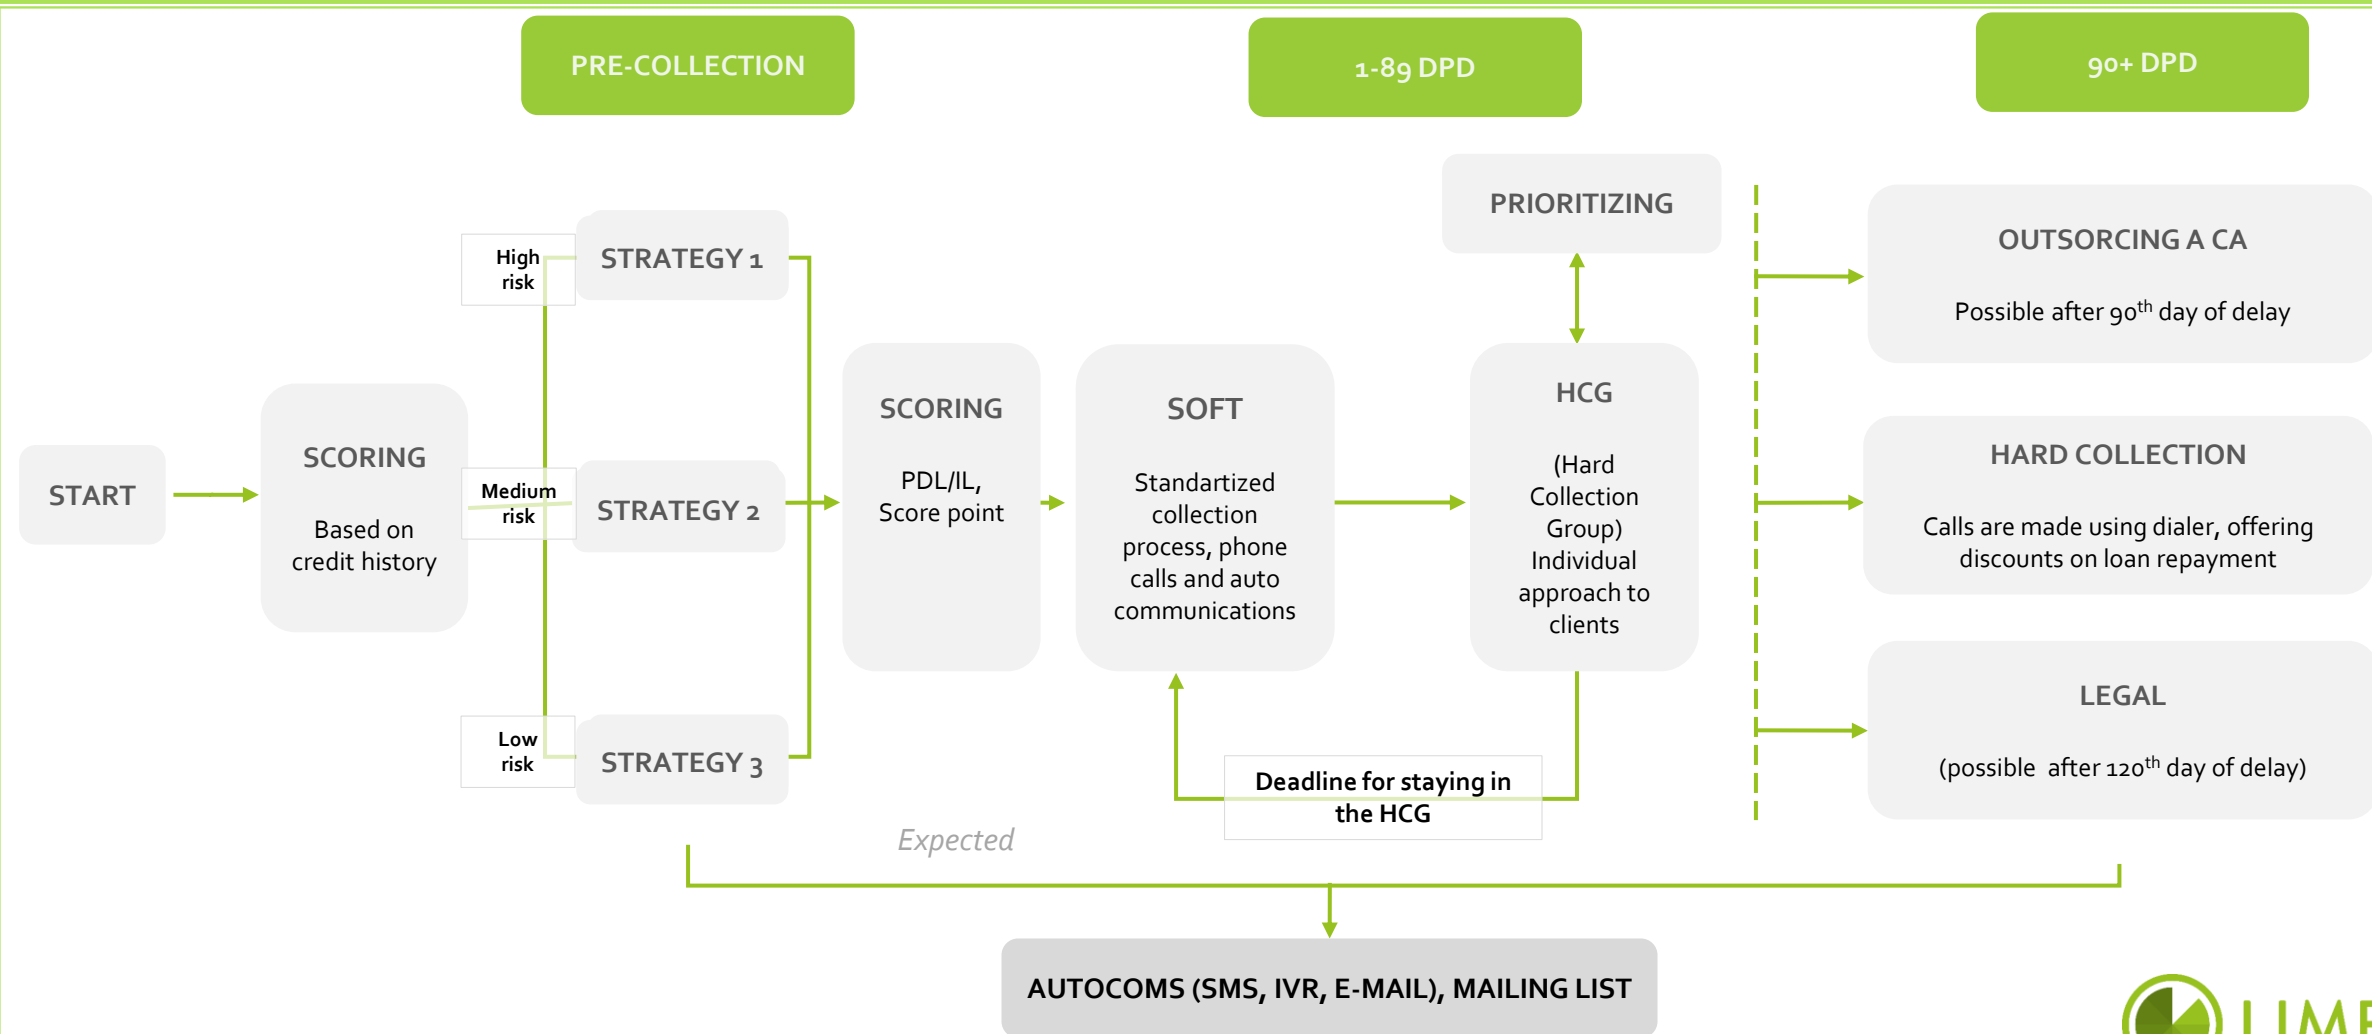 PRE-COLLECTION
1-89 DPD
90+ DPD
START
SCORING
Based on
credit history
High
risk
Medium
risk
Low
risk
STRATEGY 1
STRATEGY 2
STRATEGY 3
SCORING
PDL/IL,
Score point
SOFT
Standartized
collection
process, phone
calls and auto
communications
PRIORITIZING
HCG
(Hard
Collection
Group)
Individual
approach to
clients
Deadline for staying in
the HCG
OUTSORCING A CA
Possible after 90th day of delay
HARD COLLECTION
Calls are made using dialer, offering
discounts on loan repayment
LEGAL
(possible after 120th day of delay)
Expected
AUTOCOMS (SMS, IVR, E-MAIL), MAILING LIST